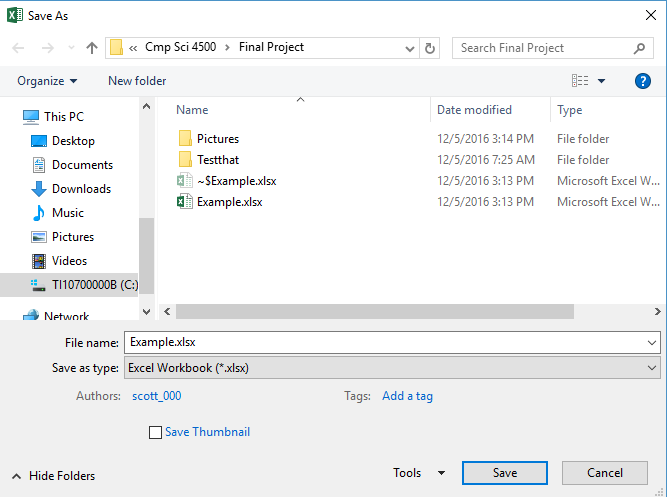 Save As
Cmp Sci 4500 Final Project Search Final Project
Organize New folder
Name Date modified Type
This PC
Desktop
Documents
Downloads
Music
Pictures
Videos
TI10700000B (C:)
Network
Pictures 12/5/2016 3:14 PM File folder
Testthat 12/5/2016 7:25 AM File folder
~$Example.xlsx 12/5/2016 3:13 PM Microsoft Excel W...
Example.xlsx 12/5/2016 3:13 PM Microsoft Excel W...
File name: Example.xlsx
Save as type: Excel Workbook (*.xlsx)
Authors: scott_000 Tags: Add a tag
Save Thumbnail
Hide Folders Tools Save Cancel